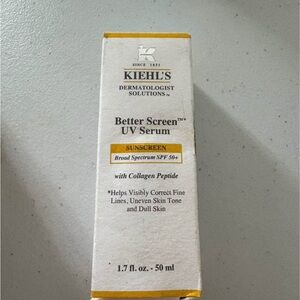 K
SINCE 1851
KIEHL'S
DERMATOLOGIST
SOLUTIONS™
Better Screen™*
UV Serum
SUNSCREEN
Broad Spectrum SPF 50+
with Collagen Peptide
*Helps Visibly Correct Fine
Lines, Uneven Skin Tone
and Dull Skin
1.7 fl. oz. - 50 ml